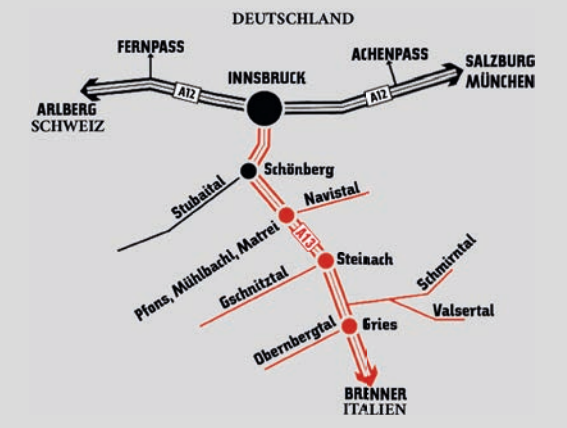 DEUTSCHLAND
FERNPASS
ACHENPASS
SALZBURG
MÜNCHEN
INNSBRUCK
A12
A12
ARLBERG
SCHWEIZ
Schönberg
Stubaital
Navistal
Pfons, Mühlbachl, Matrei
A13
Steinach
Gschnitztal
Schmirntal
Valsertal
Obernbergtal
Gries
BRENNER
ITALIEN